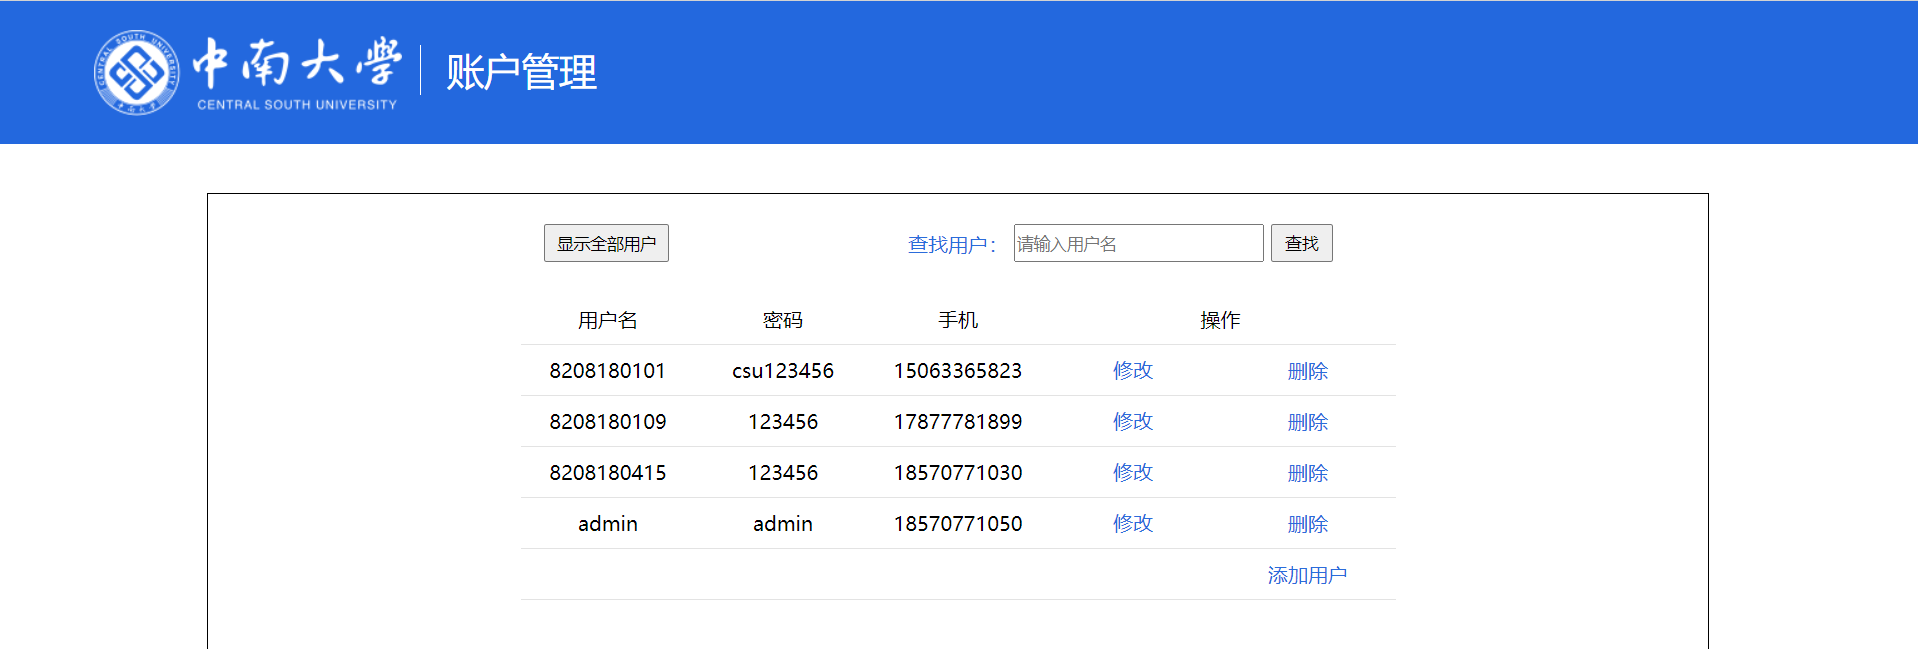 中南大学
CENTRAL SOUTH UNIVERSITY
账户管理
显示全部用户 查找用户： 请输入用户名 查找
用户名 密码 手机 操作
8208180101 csu123456 15063365823 修改 删除
8208180109 123456 17877781899 修改 删除
8208180415 123456 18570771030 修改 删除
admin admin 18570771050 修改 删除
添加用户